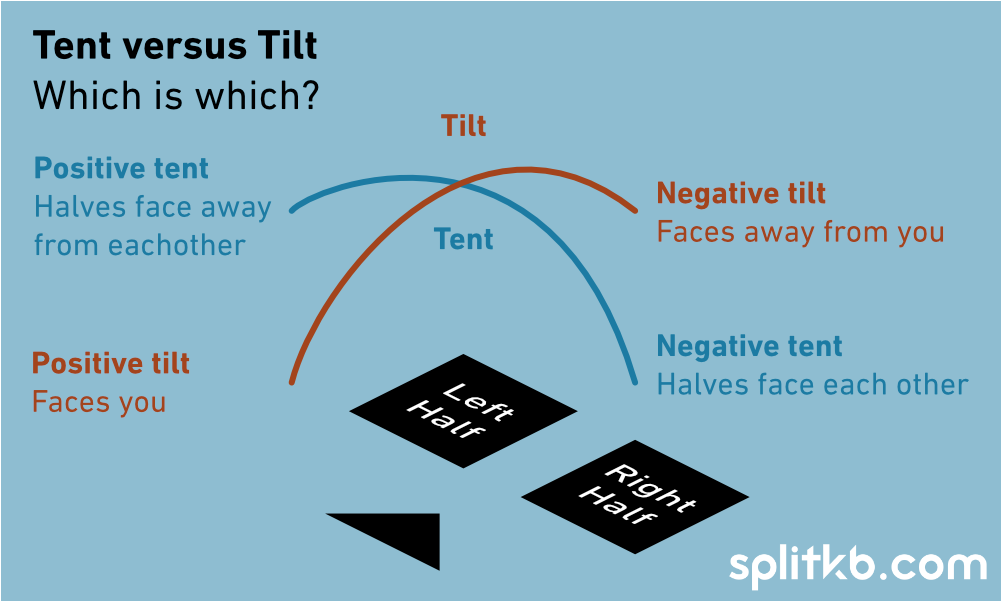 Tent versus Tilt
Which is which?
Tilt
Positive tent
Halves face away
from eachother
Negative tilt
Faces away from you
Tent
Positive tilt
Faces you
Negative tent
Halves face each other
Left
Half
Right
Half
splitkb.com